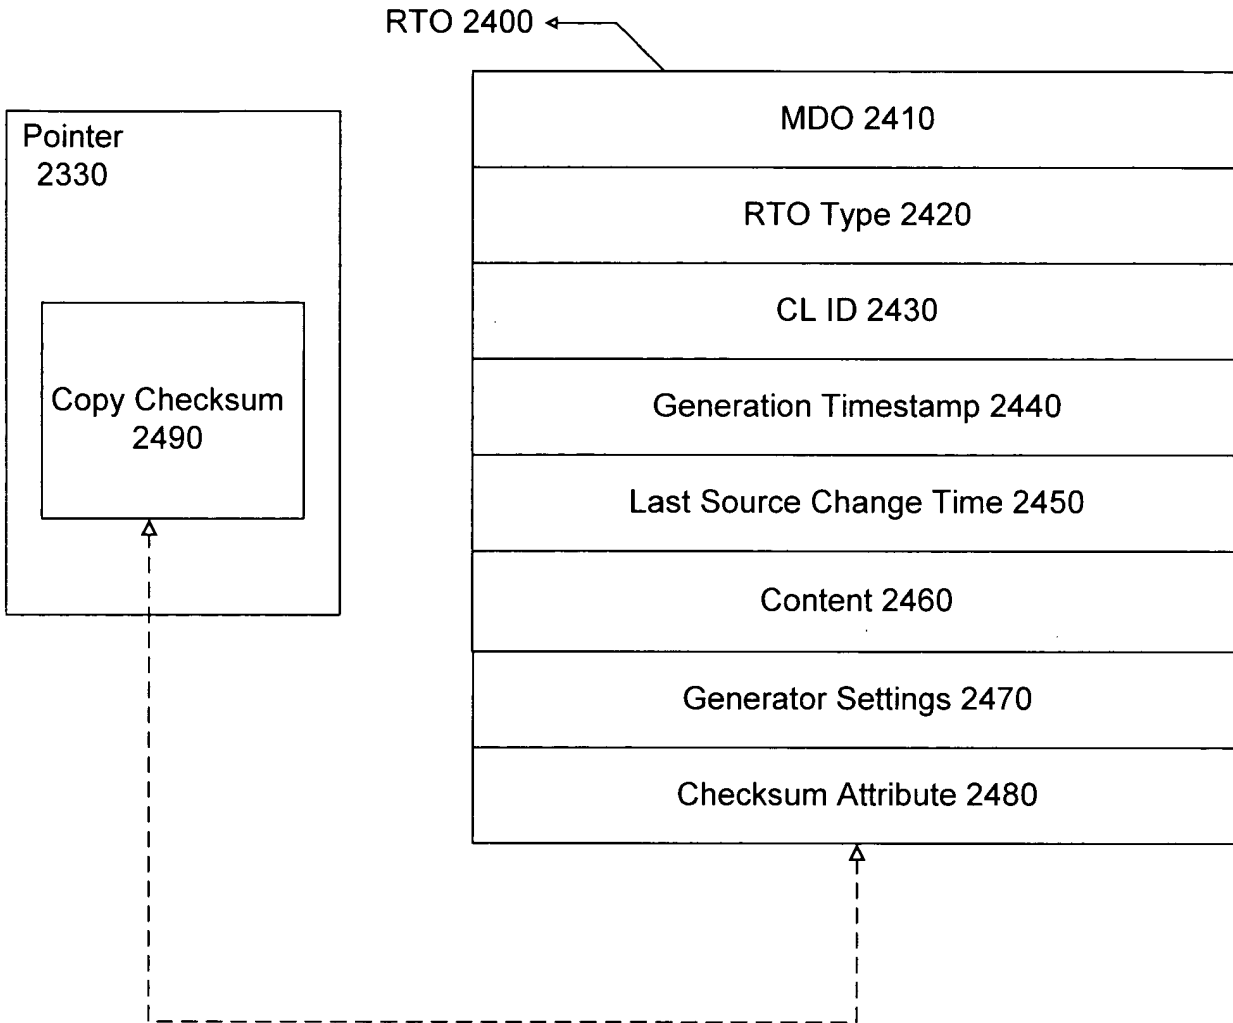 RTO 2400
Pointer
2330
Copy Checksum
2490
MDO 2410
RTO Type 2420
CL ID 2430
Generation Timestamp 2440
Last Source Change Time 2450
Content 2460
Generator Settings 2470
Checksum Attribute 2480